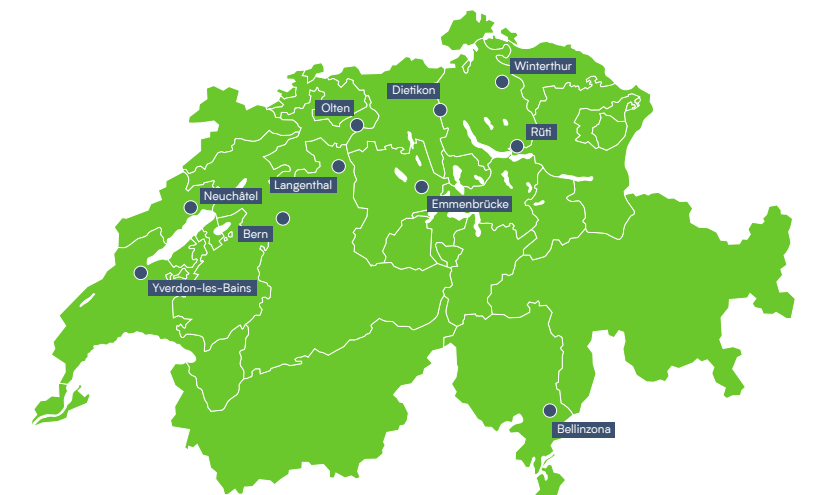 Winterthur
Dietikon
Olten
Rüti
Langenthal
Neuchâtel
Emmenbrücke
Bern
Yverdon-les-Bains
Bellinzona